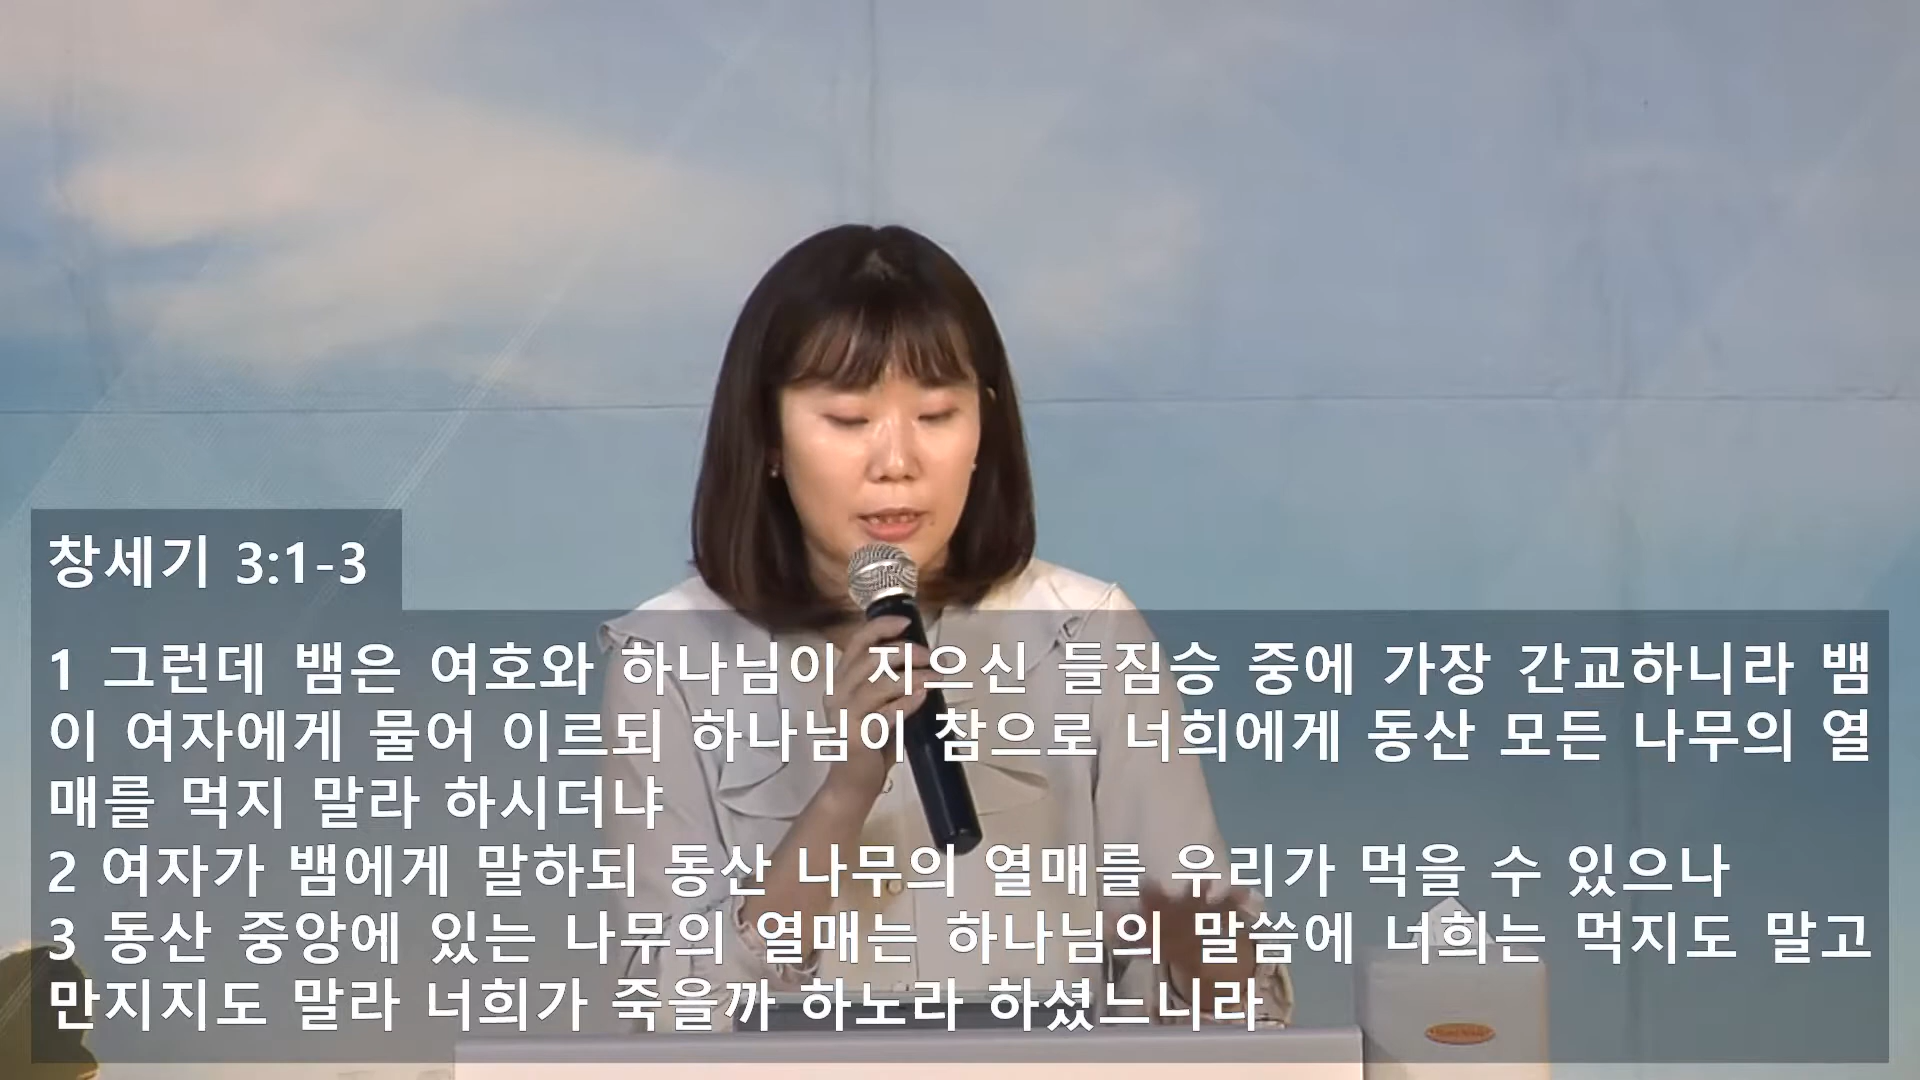 창세기 3:1-3
1 그런데 뱀은 여호와 하나님이 지으신 들짐승 중에 가장 간교하니라 뱀
이 여자에게 물어 이르되 하나님이 참으로 너희에게 동산 모든 나무의 열
매를 먹지 말라 하시더냐
2 여자가 뱀에게 말하되 동산 나무의 열매를 우리가 먹을 수 있으나
3 동산 중앙에 있는 나무의 열매는 하나님의 말씀에 너희는 먹지도 말고
만지지도 말라 너희가 죽을까 하노라 하셨느니라